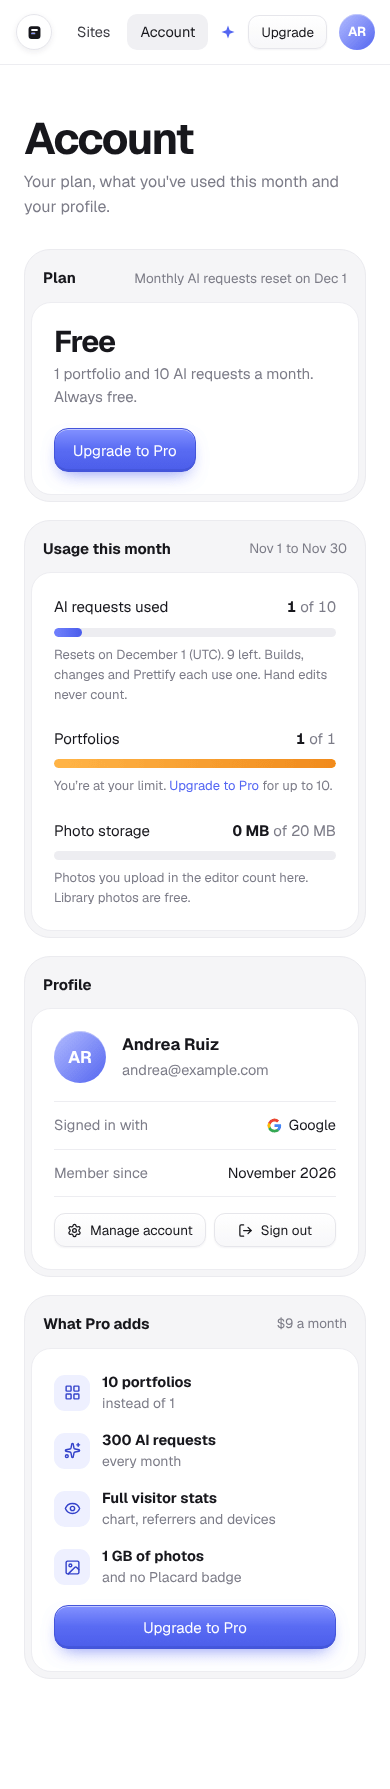 Sites
Account
Upgrade
AR
Account
Your plan, what you've used this month and
your profile.
Plan
Monthly AI requests reset on Dec 1
Free
1 portfolio and 10 AI requests a month.
Always free.
Upgrade to Pro
Usage this month
Nov 1 to Nov 30
AI requests used
1 of 10
Resets on December 1 (UTC). 9 left. Builds,
changes and Prettify each use one. Hand edits
never count.
Portfolios
1 of 1
You're at your limit. Upgrade to Pro for up to 10.
Photo storage
0 MB of 20 MB
Photos you upload in the editor count here.
Library photos are free.
Profile
AR
Andrea Ruiz
andrea@example.com
Signed in with
Google
Member since
November 2026
Manage account
Sign out
What Pro adds
$9 a month
10 portfolios
instead of 1
300 AI requests
every month
Full visitor stats
chart, referrers and devices
1 GB of photos
and no Placard badge
Upgrade to Pro